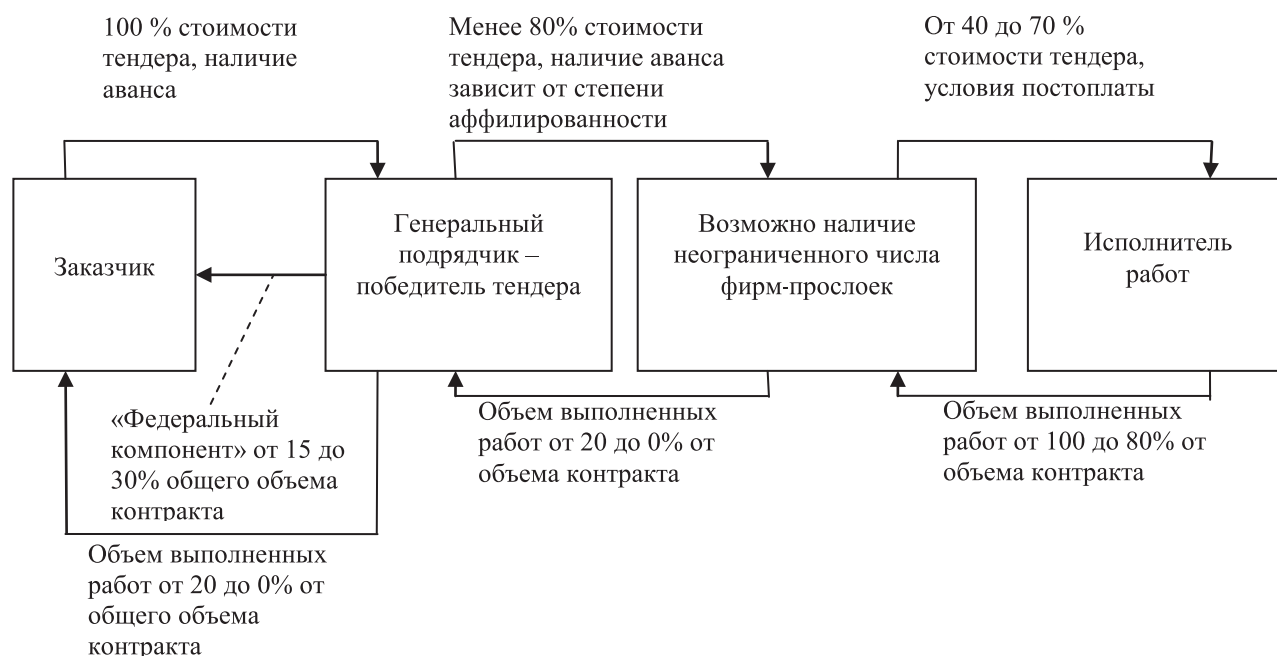 100 % стоимости
тендера, наличие
аванса
Менее 80% стоимости
тендера, наличие аванса
зависит от степени
аффилированности
От 40 до 70 %
стоимости тендера,
условия постоплаты
Заказчик
Генеральный
подрядчик –
победитель тендера
Возможно наличие
неограниченного числа
фирм-прослоек
Исполнитель
работ
«Федеральный
компонент» от 15 до
30% общего объема
контракта
Объем выполненных
работ от 20 до 0% от
объема контракта
Объем выполненных
работ от 100 до 80% от
объема контракта
Объем выполненных
работ от 20 до 0% от
общего объема
контракта